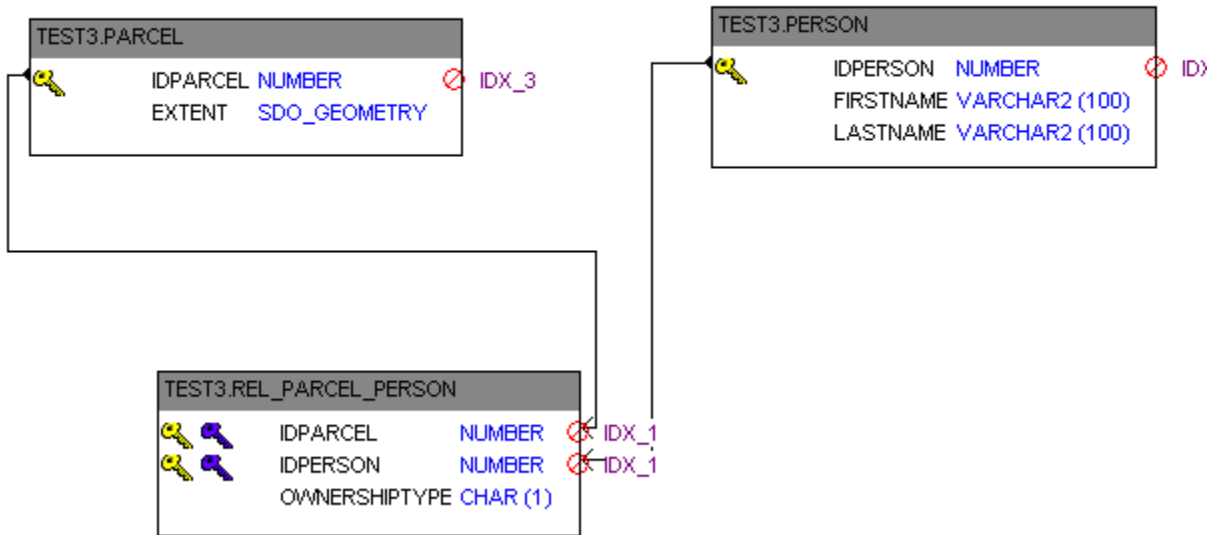 TEST3.PARCEL
IDPARCEL NUMBER IDX_3
EXTENT SDO_GEOMETRY
TEST3.PERSON
IDPERSON NUMBER
FIRSTNAME VARCHAR2 (100)
LASTNAME VARCHAR2 (100)
TEST3.REL_PARCEL_PERSON
IDPARCEL NUMBER IDX_1
IDPERSON NUMBER IDX_1
OWNERSHIPTYPE CHAR (1)